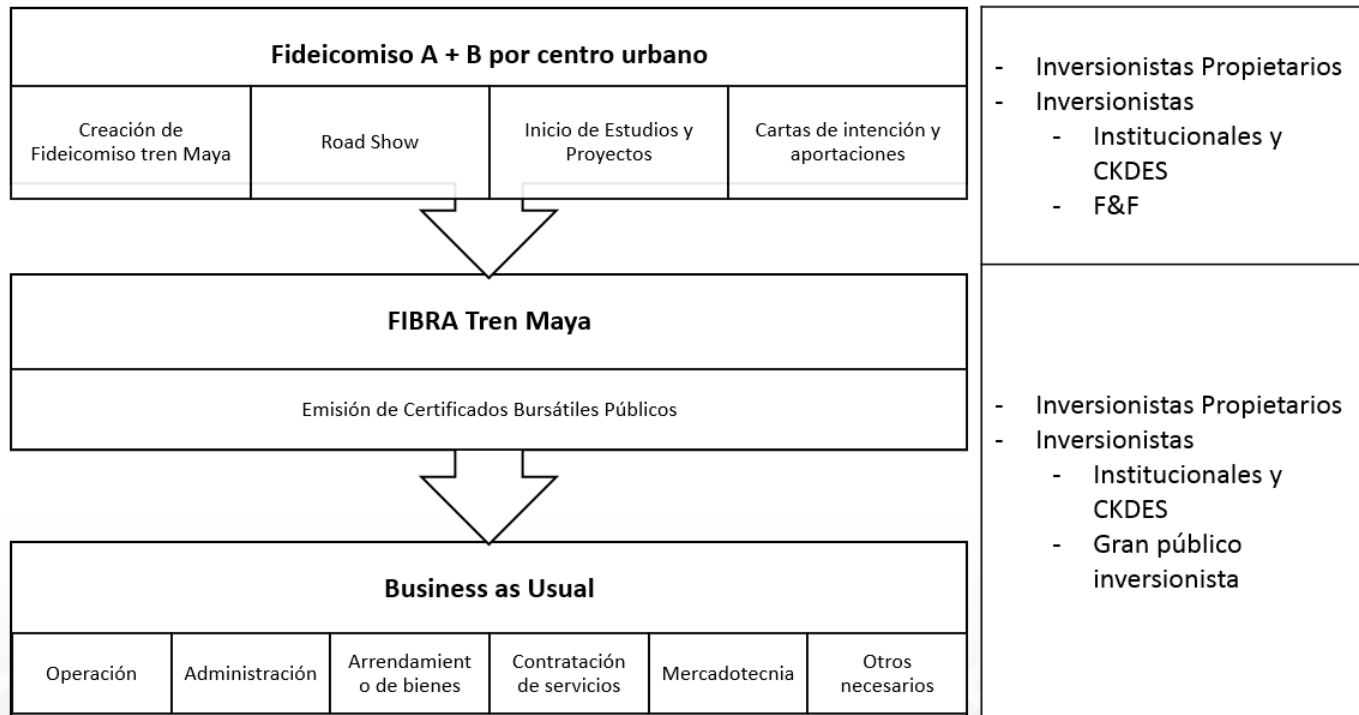 Fideicomiso A + B por centro urbano
Creación de
Fideicomiso tren Maya
Road Show
Inicio de Estudios y
Proyectos
Cartas de intención y
aportaciones
- Inversionistas Propietarios
- Inversionistas
- Institucionales y
CKDES
- F&F
FIBRA Tren Maya
Emisión de Certificados Bursátiles Públicos
- Inversionistas Propietarios
- Inversionistas
- Institucionales y
CKDES
- Gran público
inversionista
Business as Usual
Operación
Administración
Arrendamient
o de bienes
Contratación
de servicios
Mercadotecnia
Otros
necesarios